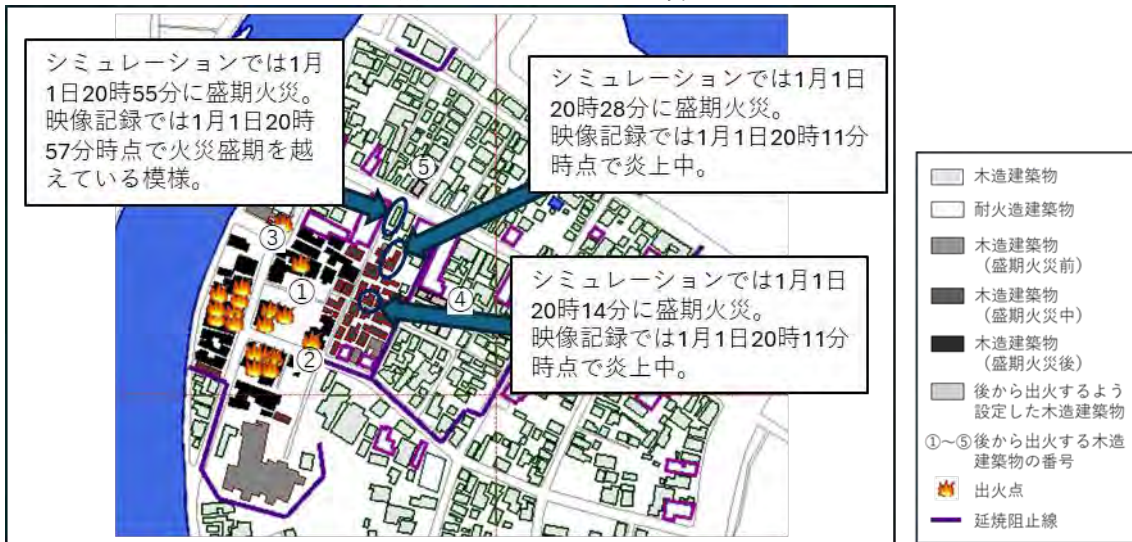 シミュレーションでは1月
1日20時55分に盛期火災。
映像記録では1月1日20時
57分時点で火災盛期を越
えている模様。
シミュレーションでは1月1日
20時28分に盛期火災。
映像記録では1月1日20時11分
時点で炎上中。
シミュレーションでは1月1日
20時14分に盛期火災。
映像記録では1月1日20時11分
時点で炎上中。
⑤
③
①
④
②
木造建築物
耐火造建築物
木造建築物
（盛期火災前）
木造建築物
（盛期火災中）
木造建築物
（盛期火災後）
後から出火するよう
設定した木造建築物
①～⑤後から出火する木造
建築物の番号
出火点
延焼阻止線